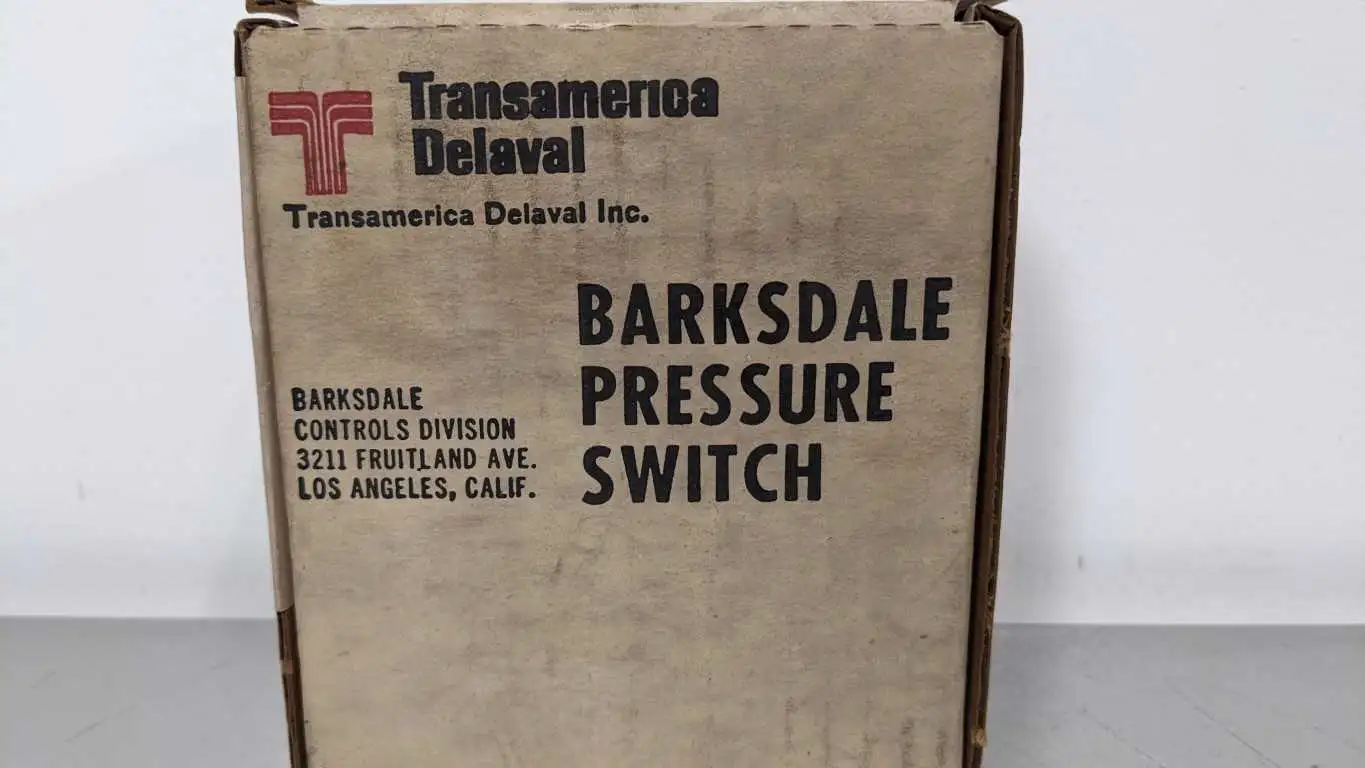 Transamerica
Delaval
Transamerica Delaval Inc.
BARKSDALE
PRESSURE
SWITCH
BARKSDALE
CONTROLS DIVISION
3211 FRUITLAND AVE.
LOS ANGELES, CALIF.